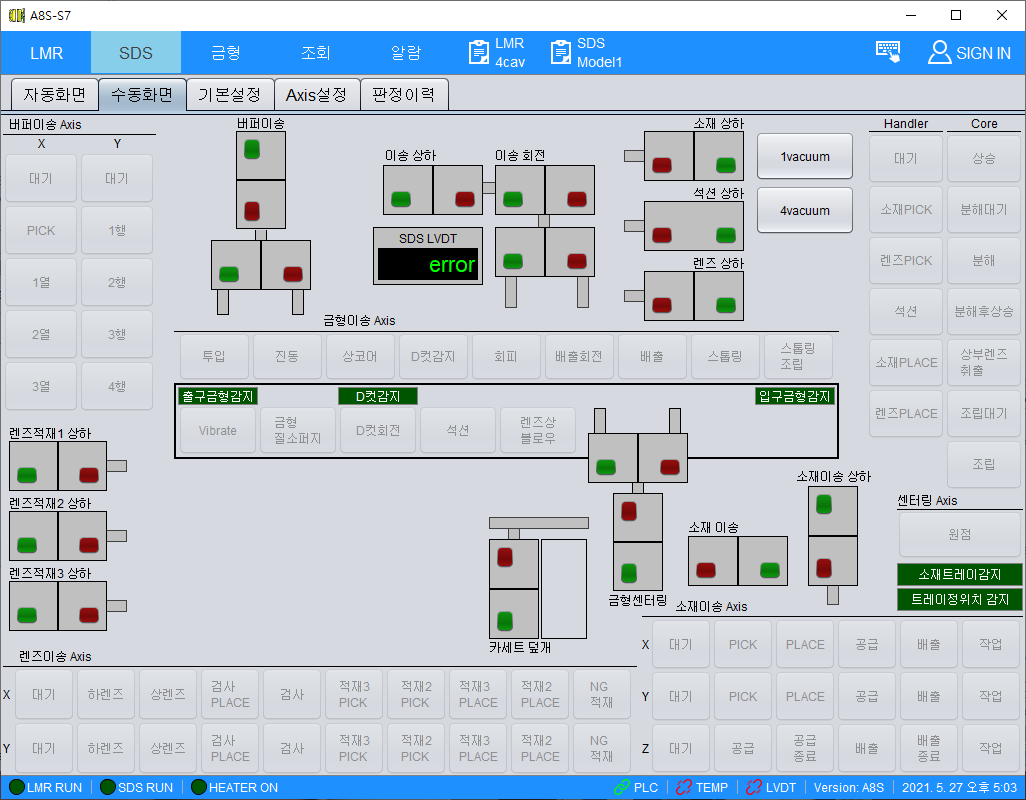 A8S-S7
LMR
SDS
금형
조회
알람
LMR
4cav
SDS
Model1
SIGN IN
자동화면
수동화면
기본설정
Axis설정
판정이력
버퍼이송 Axis
X
Y
대기
대기
PICK
1행
1열
2행
2열
3행
3열
4행
버퍼이송
이송 상하
이송 회전
SDS LVDT
error
소재 상하
석션 상하
렌즈 상하
1vacuum
4vacuum
Handler
Core
대기
상승
소재PICK
분해대기
렌즈PICK
분해
석션
분해후상승
소재PLACE
상부렌즈
취출
렌즈PLACE
조립대기
조립
금형이송 Axis
투입
진동
상코어
D컷감지
회피
배출회전
배출
스톱링
스톱링
조립
출구금형감지
D컷감지
입구금형감지
Vibrate
금형
질소퍼지
D컷회전
석션
렌즈상
블로우
렌즈적재1 상하
렌즈적재2 상하
렌즈적재3 상하
카세트 덮개
금형센터링
소재 이송
소재이송 상하
센터링 Axis
원점
소재트레이감지
트레이정위치 감지
소재이송 Axis
X
대기
PICK
PLACE
공급
배출
작업
Y
대기
PICK
PLACE
공급
배출
작업
Z
대기
공급
공급
종료
배출
배출
종료
작업
렌즈이송 Axis
X
대기
하렌즈
상렌즈
검사
PLACE
검사
적재3
PICK
적재2
PICK
적재3
PLACE
적재2
PLACE
NG
적재
Y
대기
하렌즈
상렌즈
검사
PLACE
검사
적재3
PICK
적재2
PICK
적재3
PLACE
적재2
PLACE
NG
적재
LMR RUN
SDS RUN
HEATER ON
PLC
TEMP
LVDT
Version: A8S
2021. 5. 27 오후 5:03